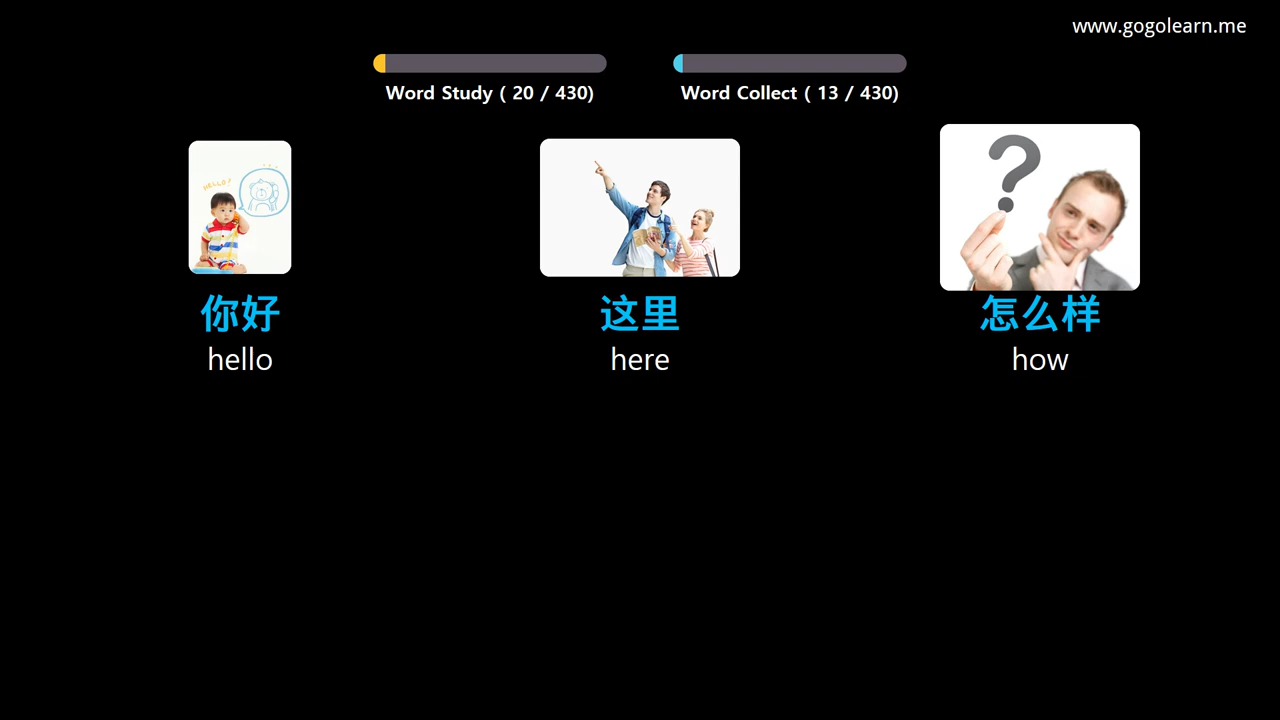 www.gogolearn.me
Word Study ( 20 / 430)
Word Collect ( 13 / 430)
HELLO!
你好
这里
怎么样
hello
here
how